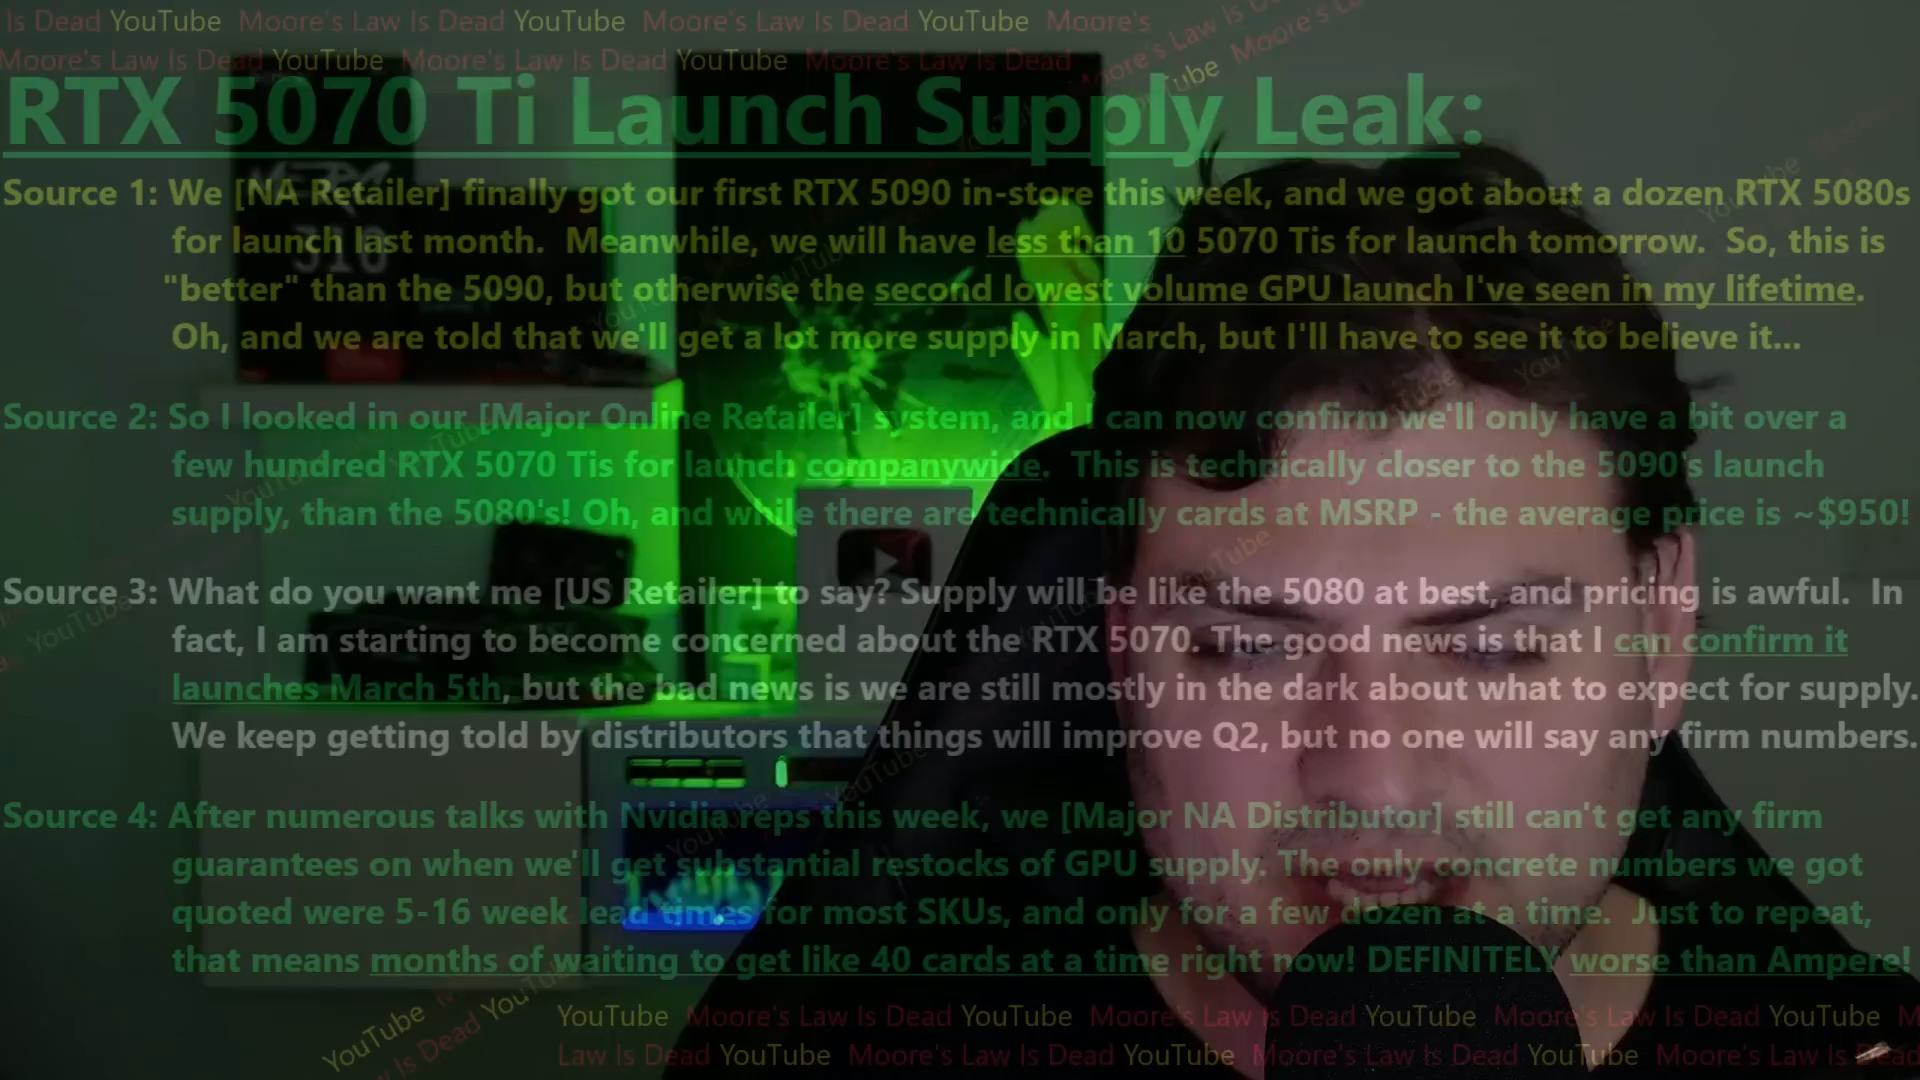 Is Dead YouTube Moore's Law Is Dead YouTube Moore's Law Is Dead YouTube Moore's
Moore's Law Is Dead YouTube Moore's Law Is Dead YouTube Moore's Law Is Dead
Moore's Law Is
YouTube Moore's
RTX 5070 Ti Launch Supply Leak:
Source 1: We [NA Retailer] finally got our first RTX 5090 in-store this week, and we got about a dozen RTX 5080s
for launch last month. Meanwhile, we will have less than 10 5070 Tis for launch tomorrow. So, this is
"better" than the 5090, but otherwise the second lowest volume GPU launch I've seen in my lifetime.
Oh, and we are told that we'll get a lot more supply in March, but I'll have to see it to believe it...
Source 2: So I looked in our [Major Online Retailer] system, and I can now confirm we'll only have a bit over a
few hundred RTX 5070 Tis for launch companywide. This is technically closer to the 5090's launch
supply, than the 5080's! Oh, and while there are technically cards at MSRP - the average price is ~$950!
Source 3: What do you want me [US Retailer] to say? Supply will be like the 5080 at best, and pricing is awful. In
fact, I am starting to become concerned about the RTX 5070. The good news is that I can confirm it
launches March 5th, but the bad news is we are still mostly in the dark about what to expect for supply.
We keep getting told by distributors that things will improve Q2, but no one will say any firm numbers.
Source 4: After numerous talks with Nvidia reps this week, we [Major NA Distributor] still can't get any firm
guarantees on when we'll get substantial restocks of GPU supply. The only concrete numbers we got
quoted were 5-16 week lead times for most SKUs, and only for a few dozen at a time. Just to repeat,
that means months of waiting to get like 40 cards at a time right now! DEFINITELY worse than Ampere!
YouTube Moore's Law Is Dead YouTube Moore's Law Is Dead YouTube Moore's Law Is Dead YouTube M
Law Is Dead YouTube Moore's Law Is Dead YouTube Moore's Law Is Dead YouTube Moore's Law Is Dead
YouTube
Law Is Dead YouTube